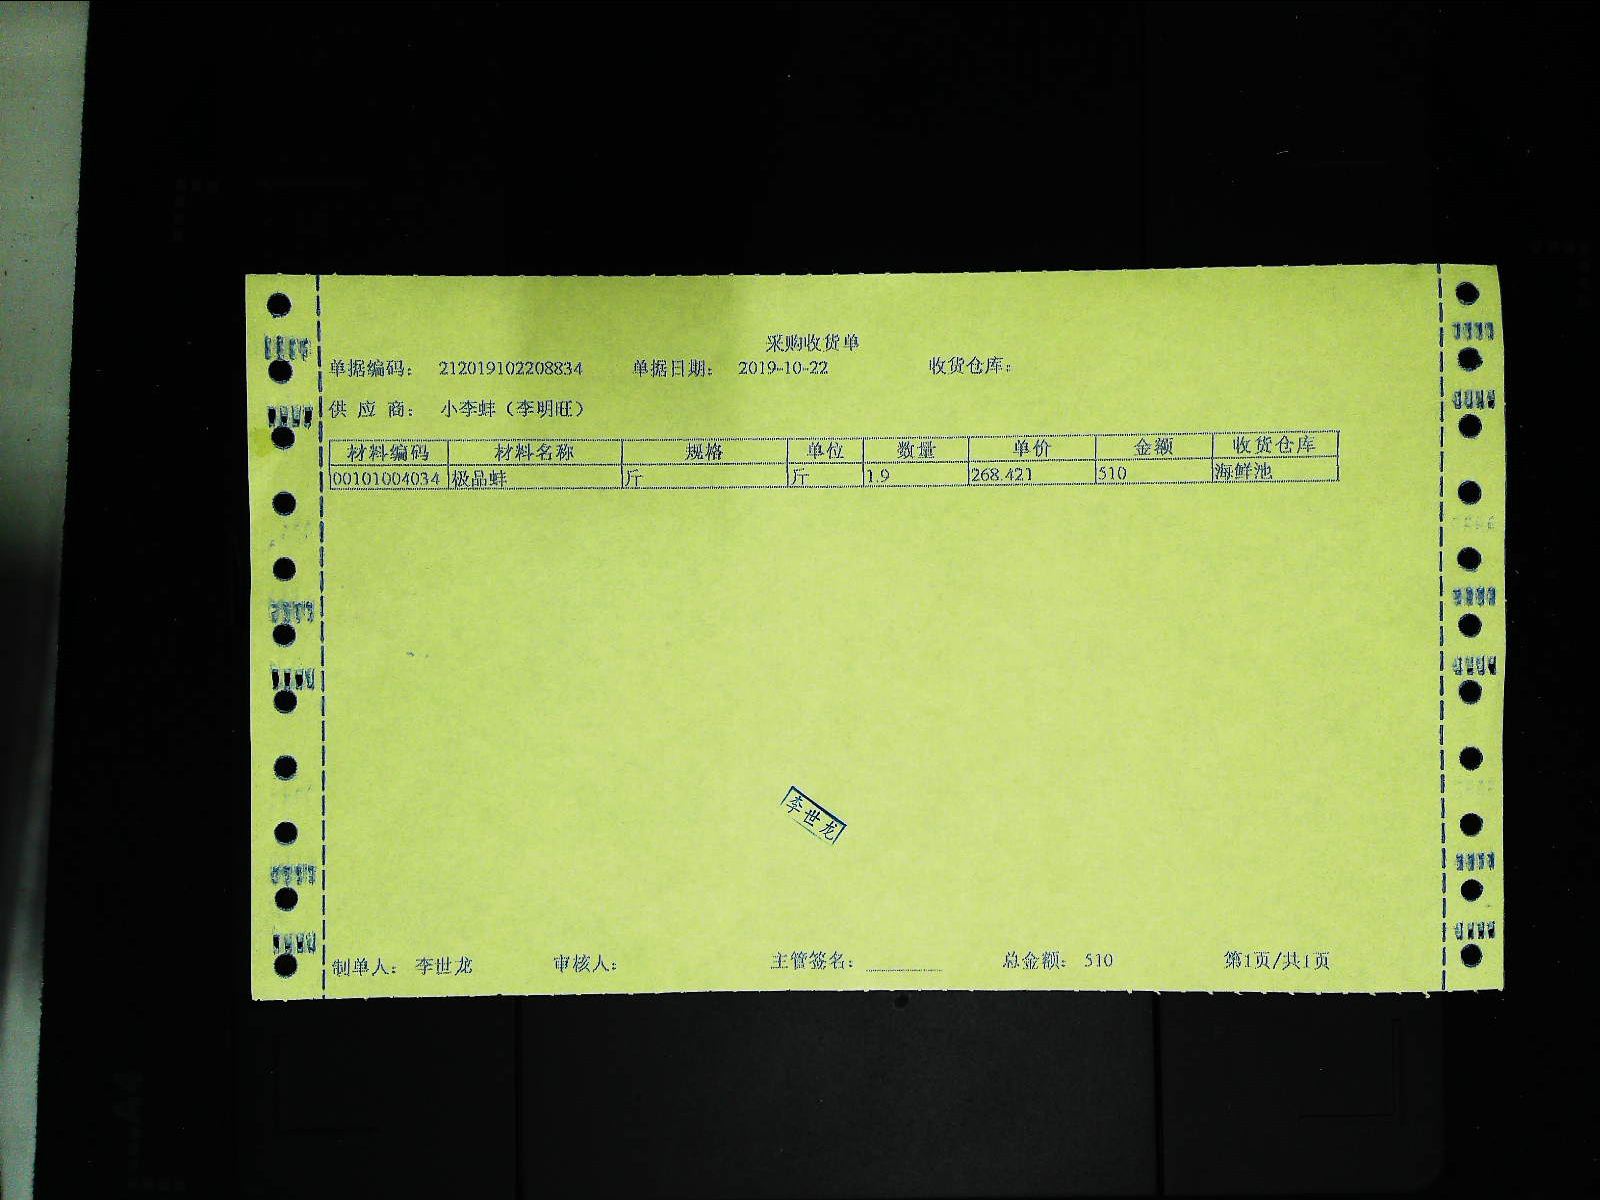 采购收货单
单据编码： 212019102208834 单据日期： 2019-10-22 收货仓库：
供 应 商： 小李蚌（李明旺）
材料编码 材料名称 规格 单位 数量 单价 金额 收货仓库
00101004034 极品蚌 斤 斤 1.9 268.421 510 海鲜池
李世龙
制单人： 李世龙 审核人： 主管签名： 总金额： 510 第1页/共1页